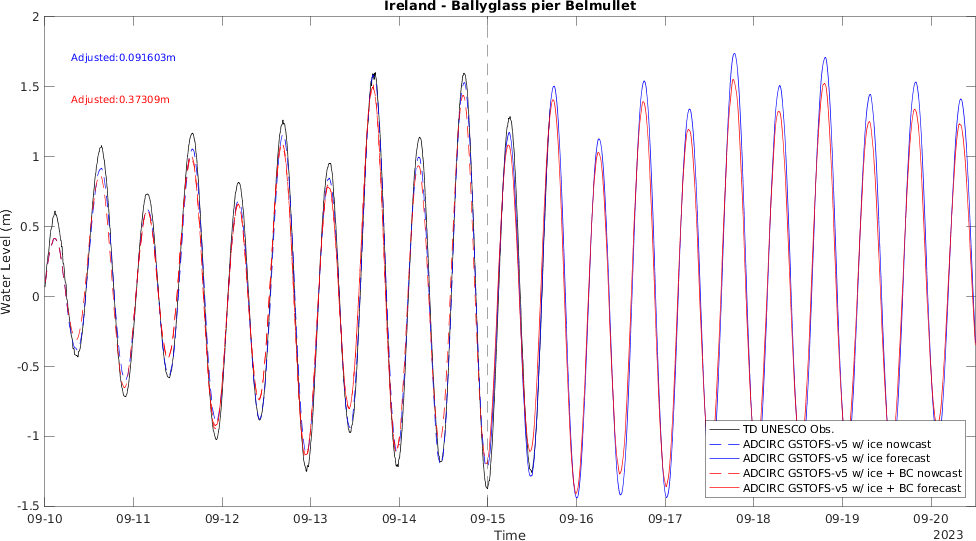 Ireland - Ballyglass pier Belmullet
Adjusted:0.091603m
Adjusted:0.37309m
Water Level (m)
2
1.5
1
0.5
0
-0.5
-1
-1.5
TD UNESCO Obs.
ADCIRC GSTOFS-v5 w/ ice nowcast
ADCIRC GSTOFS-v5 w/ ice forecast
ADCIRC GSTOFS-v5 w/ ice + BC nowcast
ADCIRC GSTOFS-v5 w/ ice + BC forecast
09-10 09-11 09-12 09-13 09-14 09-15 09-16 09-17 09-18 09-19 09-20
Time
2023